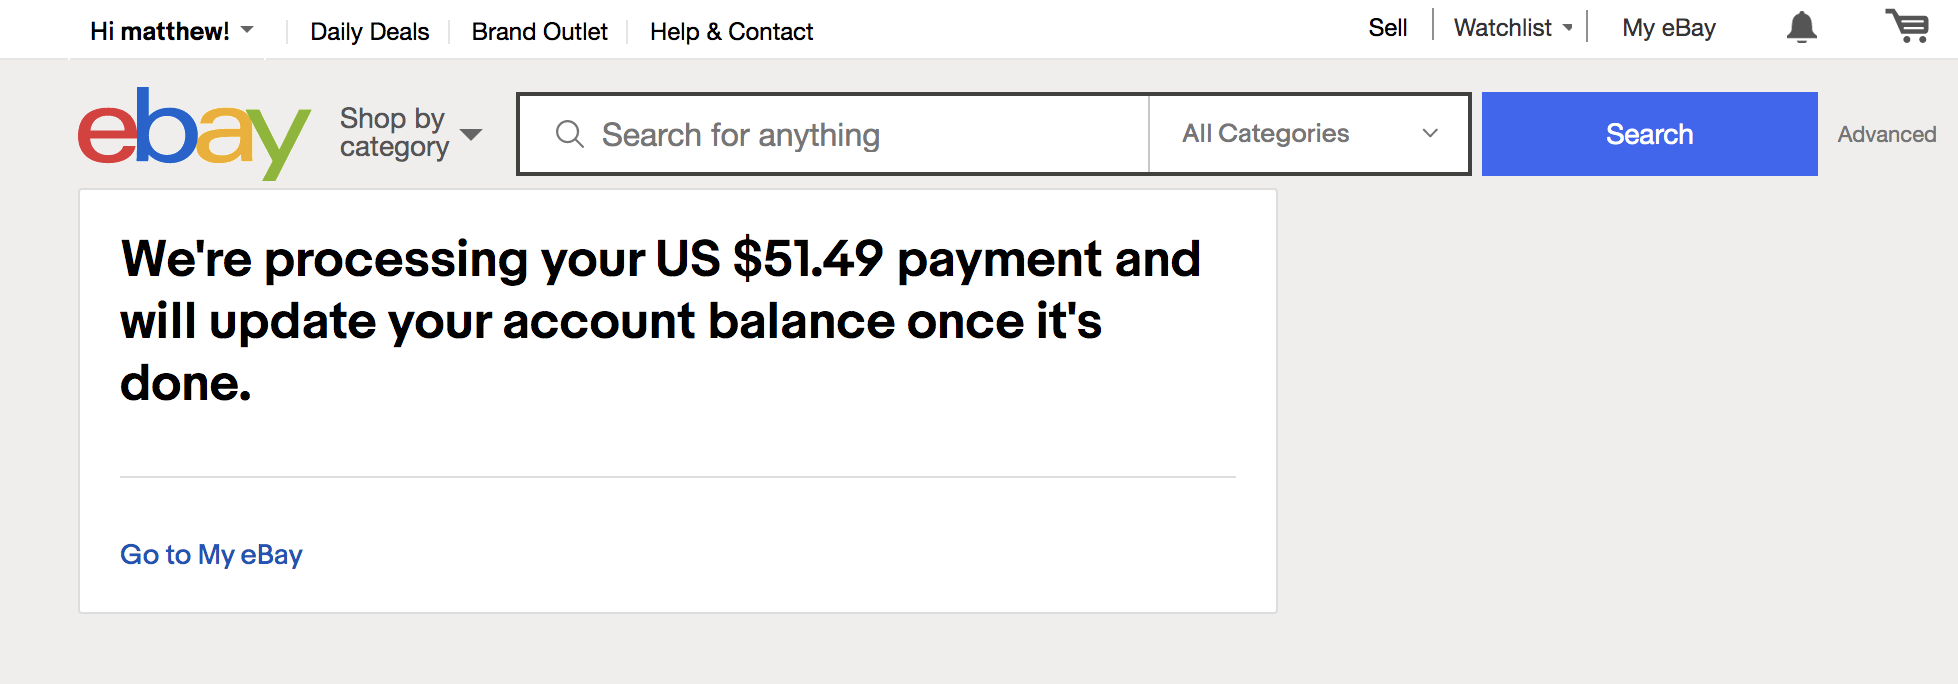 Hi matthew! Daily Deals Brand Outlet Help & Contact Sell Watchlist My eBay
ebay Shop by category Search for anything All Categories Search Advanced
We're processing your US $51.49 payment and
will update your account balance once it's
done.
Go to My eBay